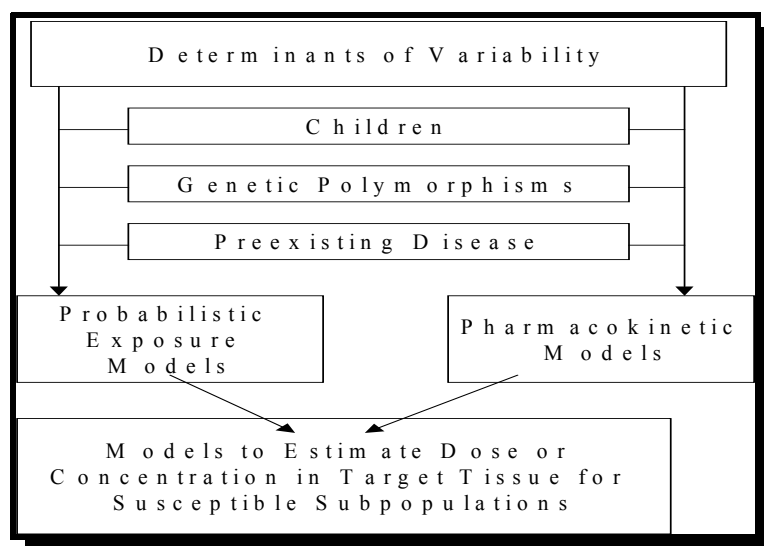 Determinants of Variability
Children
Genetic Polymorphisms
Preexisting Disease
Probabilistic
Exposure
Models
Pharmacokinetic
Models
Models to Estimate Dose or
Concentration in Target Tissue for
Susceptible Subpopulations